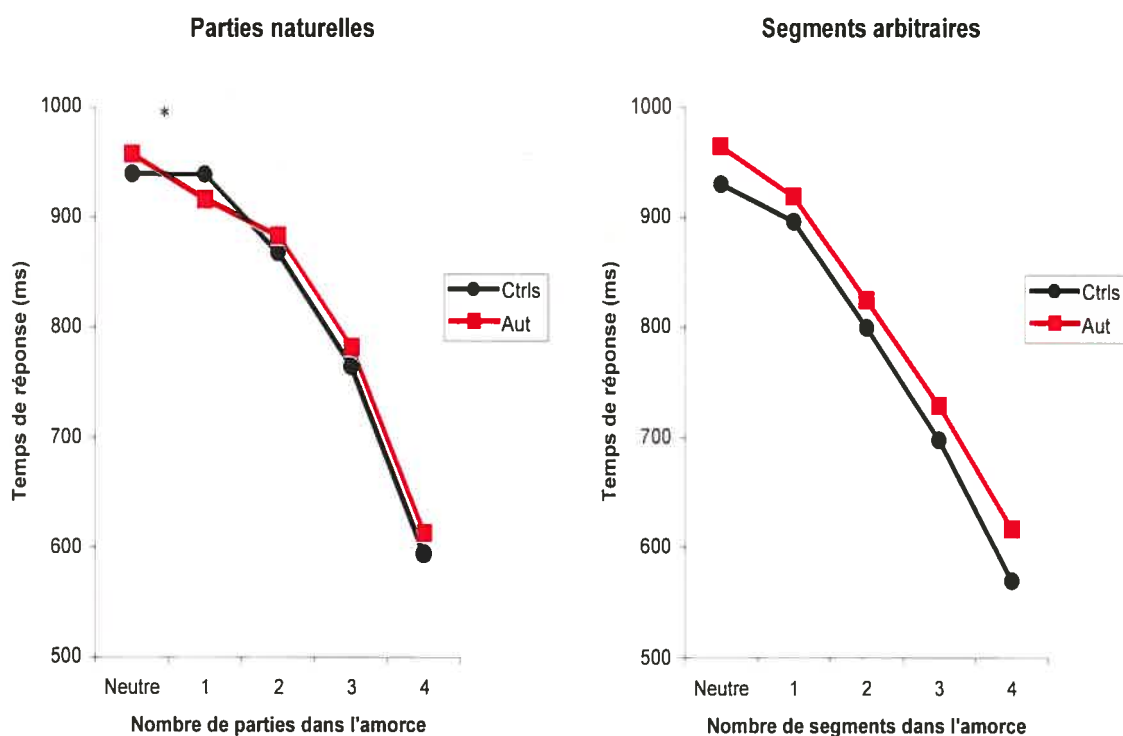 Parties naturelles
1000
*
900
800
700
600
500
Temps de réponse (ms)
Ctrls
Aut
Neutre 1 2 3 4
Nombre de parties dans l'amorce
Segments arbitraires
1000
900
800
700
600
500
Temps de réponse (ms)
Ctrls
Aut
Neutre 1 2 3 4
Nombre de segments dans l'amorce